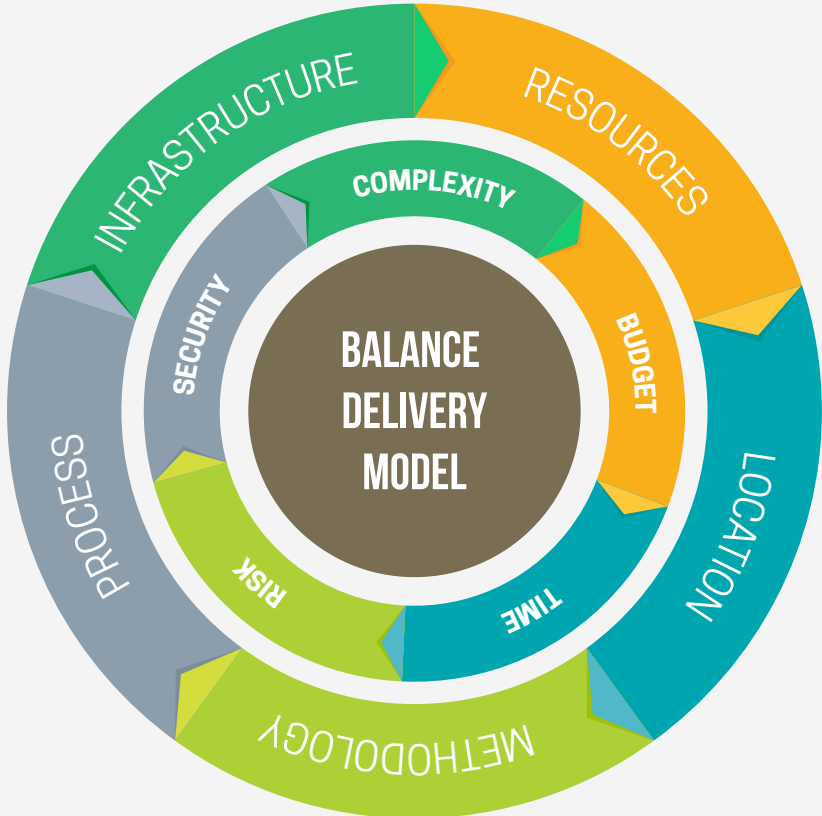 INFRASTRUCTURE
RESOURCES
LOCATION
METHODOLOGY
PROCESS
COMPLEXITY
BUDGET
TIME
RISK
SECURITY
BALANCE
DELIVERY
MODEL